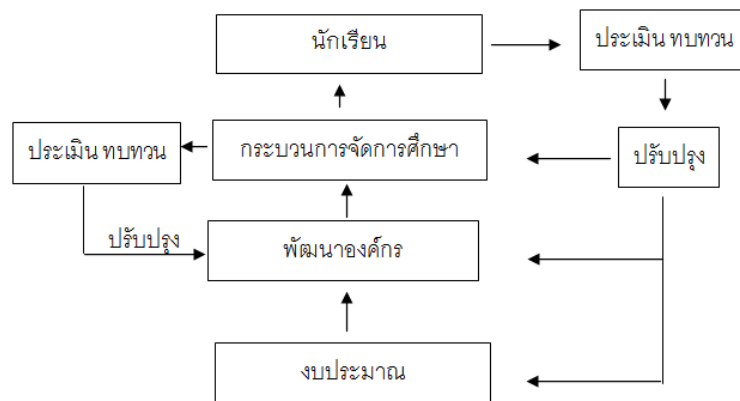 นักเรียน
ประเมิน ทบทวน
ประเมิน ทบทวน
กระบวนการจัดการศึกษา
ปรับปรุง
ปรับปรุง
พัฒนาองค์กร
งบประมาณ